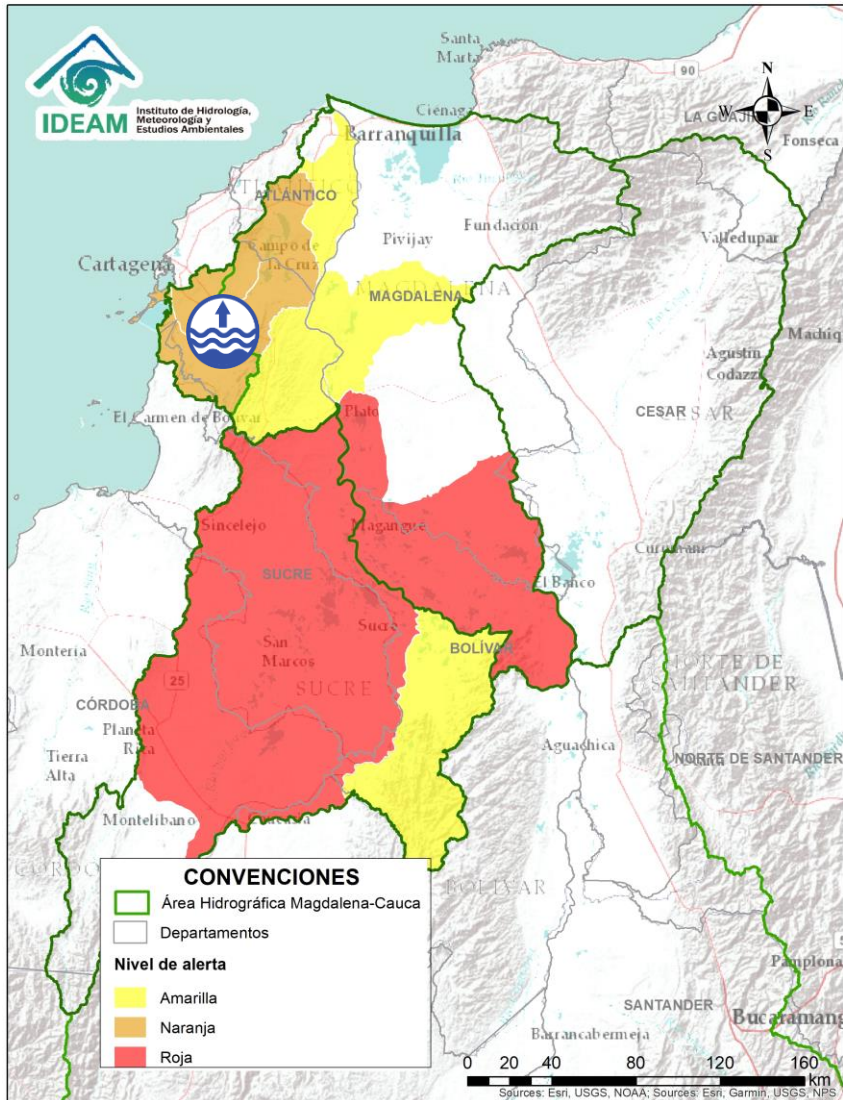 IDEAM
Instituto de Hidrología,
Meteorología y
Estudios Ambientales
Santa
Marta
90
N
W
E
S
LA GUAJIRA
Fonseca
Ciénaga
Barranquilla
ATLÁNTICO
Pivijay
Fundación
Valledupar
Campo de
la Cruz
Cartagena
MAGDALENA
MAGDALENA
Agustín
Codazzi
El Carmen de Bolívar
Plato
CESAR
CESAR
Sincelejo
Magangué
SUCRE
El Banco
Sucre
San
Marcos
BOLÍVAR
Montería
25
SUCRE
NORTE DE
SANTANDER
CÓRDOBA
Planeta
Rica
Tierra
Alta
Aguachica
NORTE DE SANTANDER
Montelíbano
BOLÍVAR
CONVENCIONES
Área Hidrográfica Magdalena-Cauca
Departamentos
Nivel de alerta
Amarilla
Naranja
Roja
Pamplona
SANTANDER
Bucaramang
Barrancabermeja
0 20 40 80 120 160
Km
Sources: Esri, USGS, NOAA; Sources: Esri, Garmin, USGS, NPS